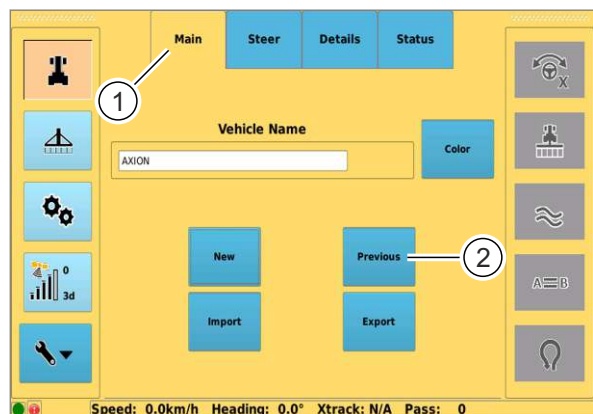 Main Steer Details Status
1
Vehicle Name
AXION
Color
New Previous
2
Import Export
0
3d
X
A=B
Speed: 0.0km/h Heading: 0.0° Xtrack: N/A Pass: 0